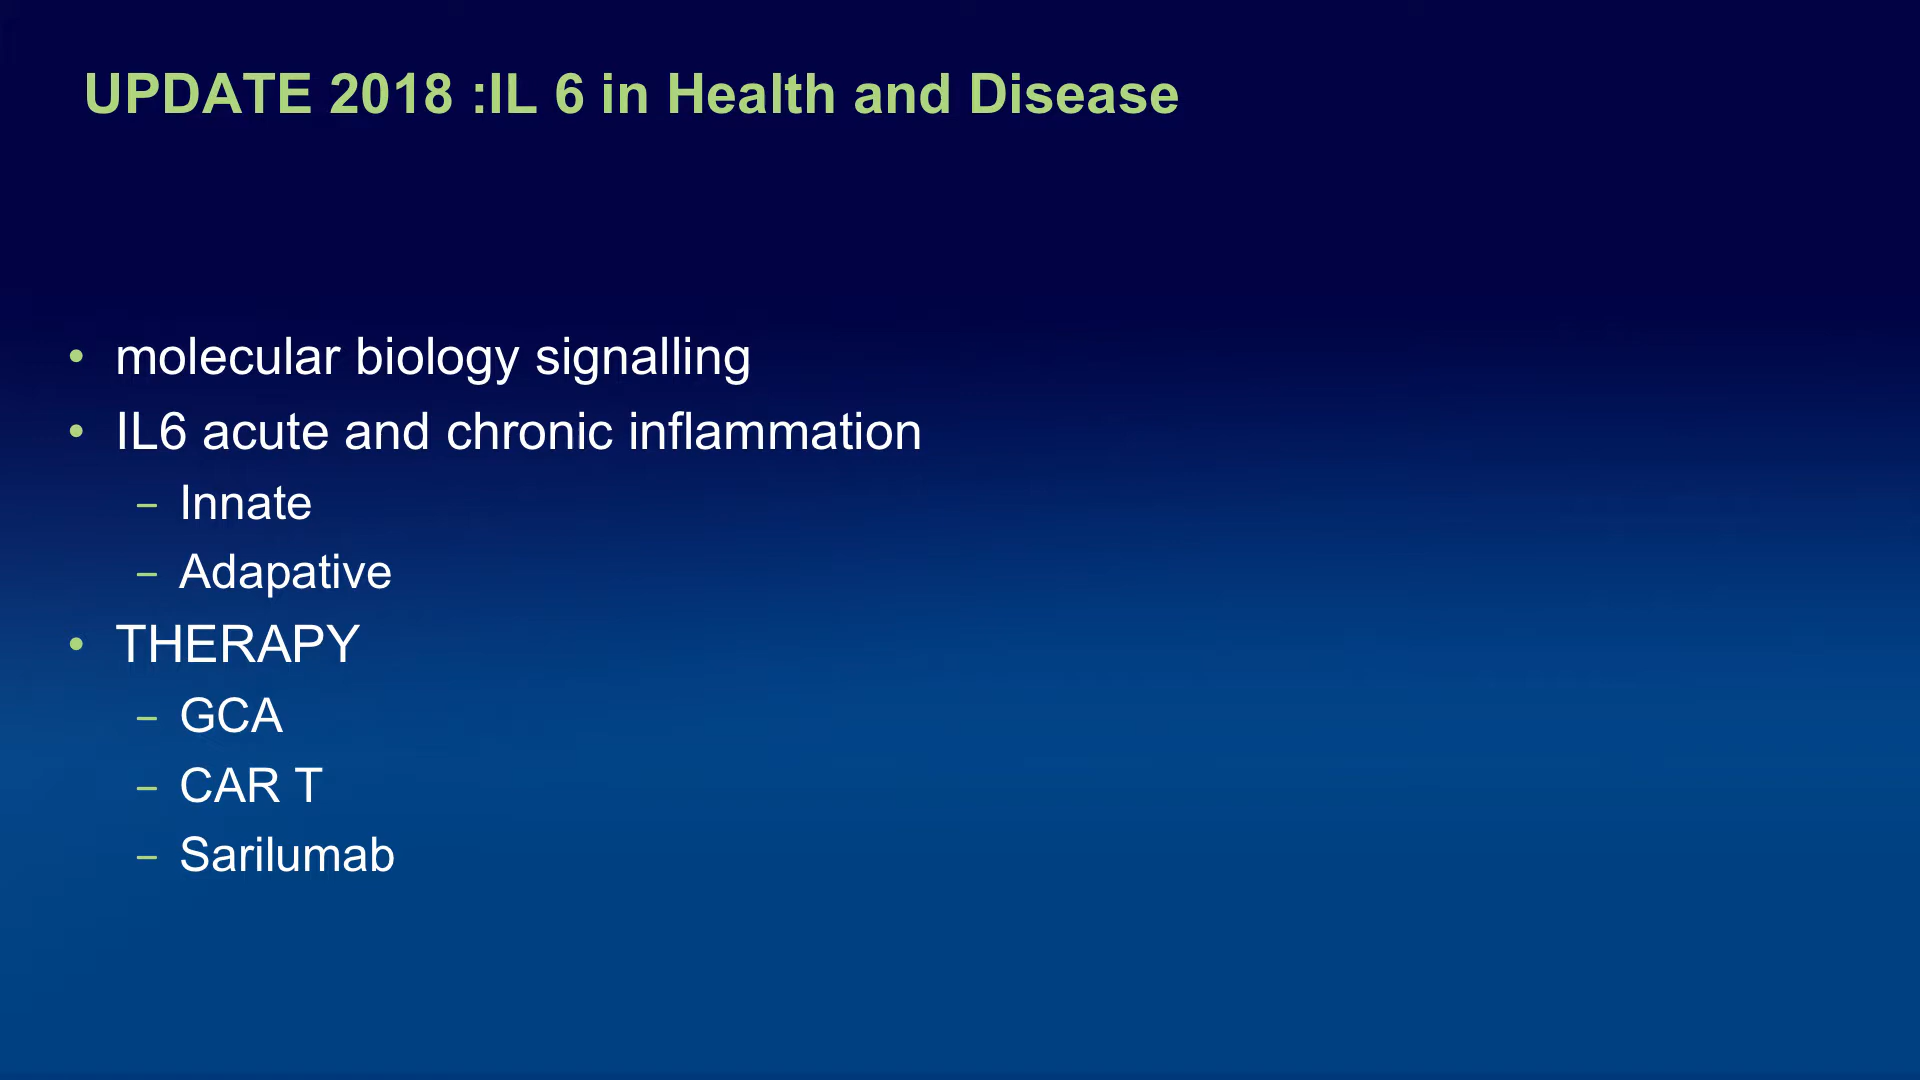 UPDATE 2018 :IL 6 in Health and Disease
• molecular biology signalling
• IL6 acute and chronic inflammation
– Innate
– Adapative
• THERAPY
– GCA
– CAR T
– Sarilumab